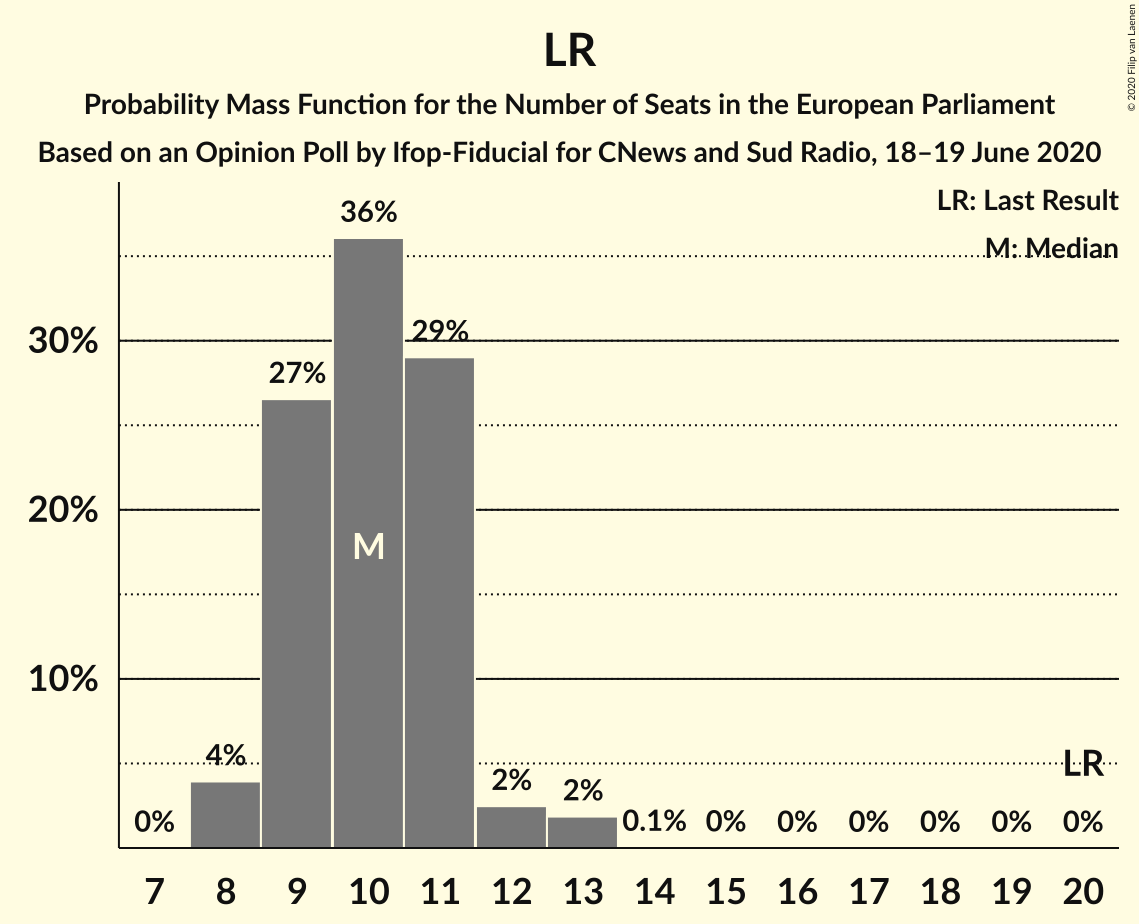 LR
Probability Mass Function for the Number of Seats in the European Parliament
Based on an Opinion Poll by Ifop-Fiducial for CNews and Sud Radio, 18–19 June 2020
© 2020 Filip van Laenen
LR: Last Result
M: Median
30%
20%
10%
0%
4%
27%
36%
29%
2%
2%
0.1%
0%
0%
0%
0%
0%
0%
M
LR
7 8 9 10 11 12 13 14 15 16 17 18 19 20